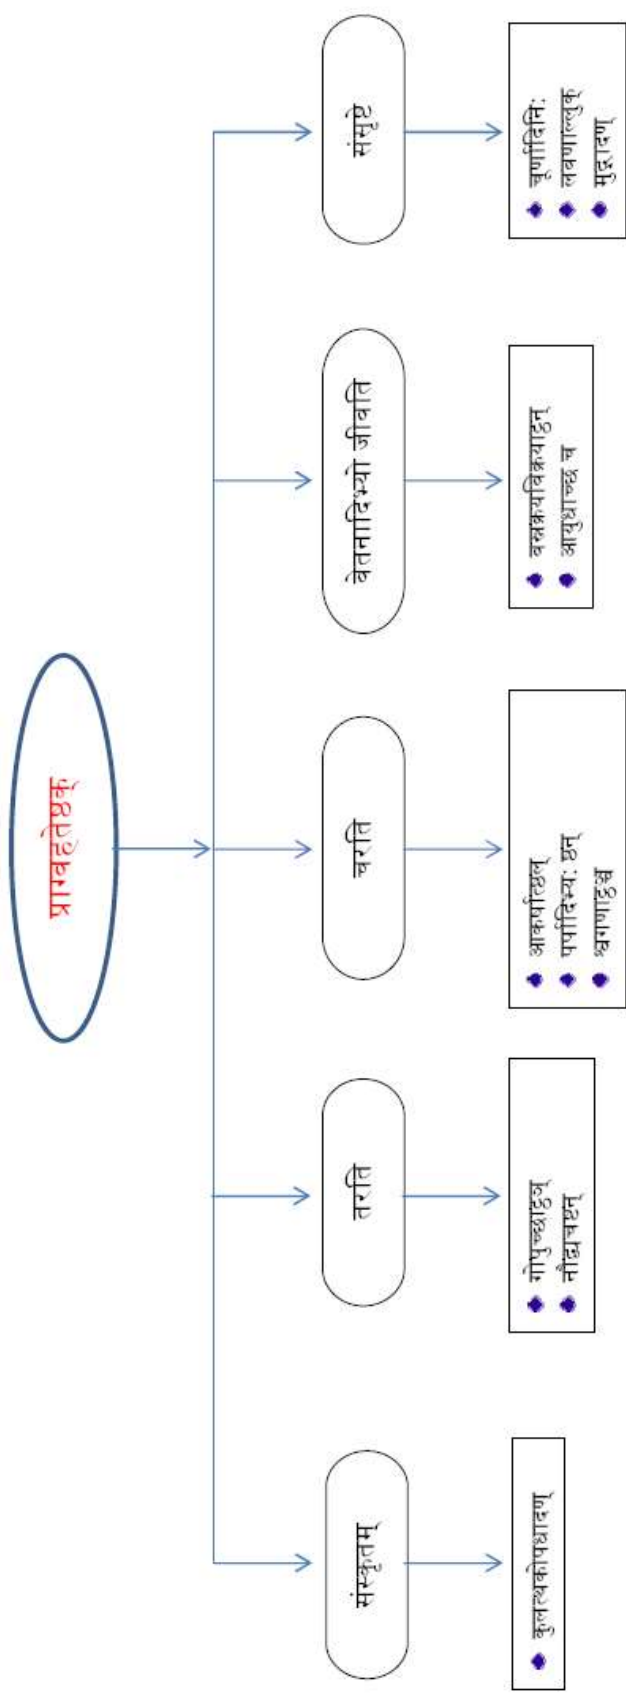 प्राग्वहतेष्ठक्
संस्कृतम्
तरति
चरति
वेतनादिभ्यो जीवति
संसृष्टे
कुलत्थकोपधादण्
गोपुच्छाट्ठञ्
नौद्व्यचष्ठन्
आकर्षात्ष्ठल्
पर्पादिभ्यः ष्ठन्
श्वगणाट्ठञ्च
वस्नक्रयविक्रयाट्ठन्
आयुधाच्छ च
चूर्णादिनिः
लवणाल्लुक्
मुद्गादण्